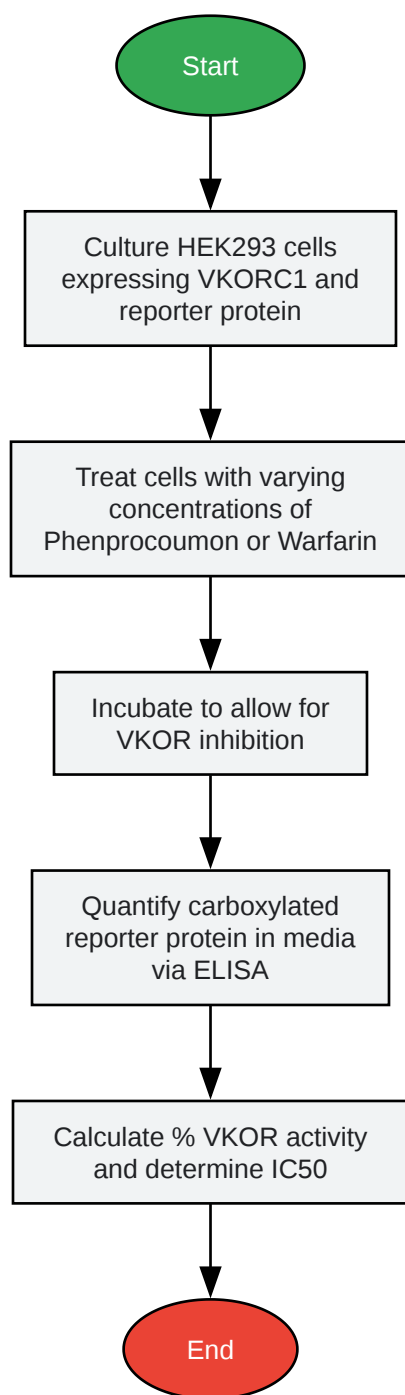 Start
Culture HEK293 cells
expressing VKORC1 and
reporter protein
Treat cells with varying
concentrations of
Phenprocoumon or Warfarin
Incubate to allow for
VKOR inhibition
Quantify carboxylated
reporter protein in media
via ELISA
Calculate % VKOR activity
and determine IC50
End